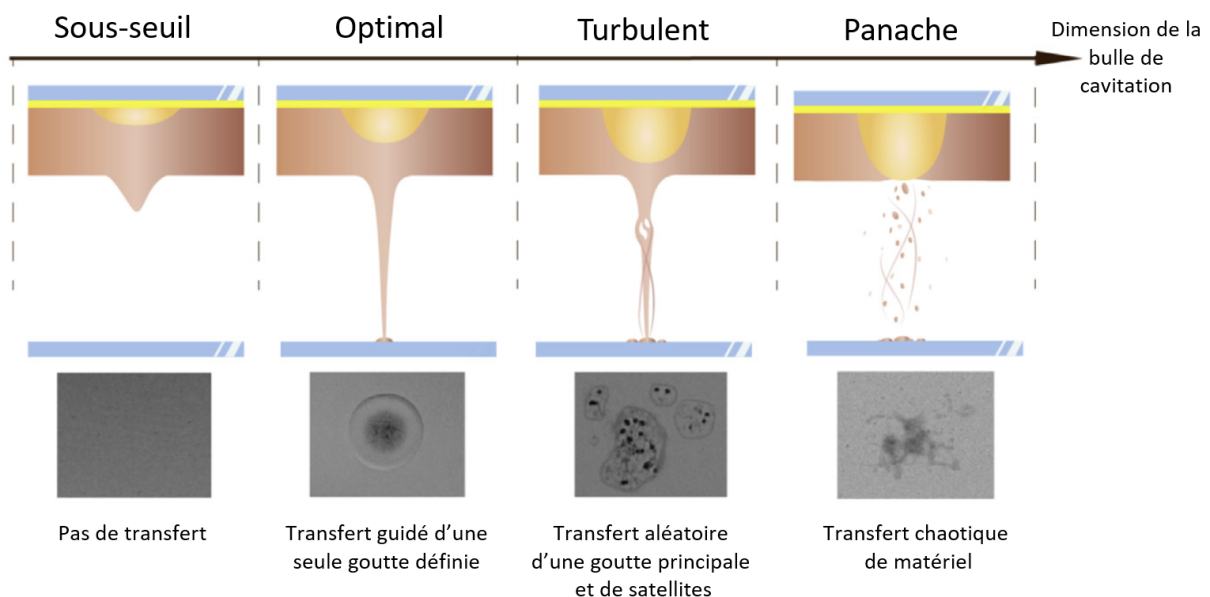 Sous-seuil
Optimal
Turbulent
Panache
Dimension de la
bulle de
cavitation
Pas de transfert
Transfert guidé d’une
seule goutte définie
Transfert aléatoire
d’une goutte principale
et de satellites
Transfert chaotique
de matériel